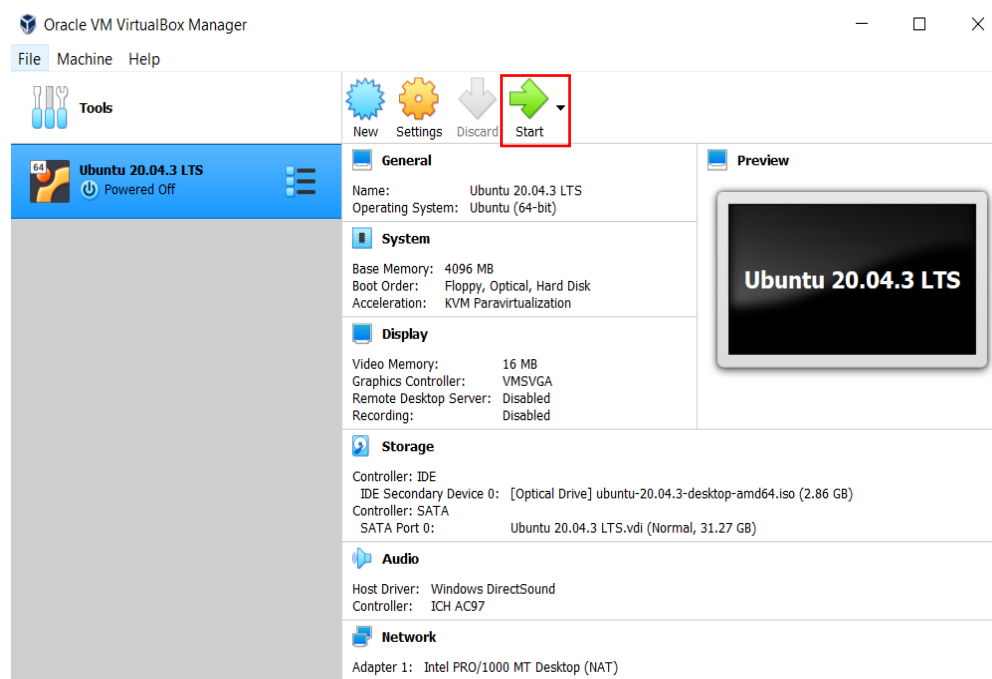 Oracle VM VirtualBox Manager
File Machine Help
Tools
New Settings Discard Start
64
Ubuntu 20.04.3 LTS
Powered Off
General
Name: Ubuntu 20.04.3 LTS
Operating System: Ubuntu (64-bit)
Preview
Ubuntu 20.04.3 LTS
System
Base Memory: 4096 MB
Boot Order: Floppy, Optical, Hard Disk
Acceleration: KVM Paravirtualization
Display
Video Memory: 16 MB
Graphics Controller: VMSVGA
Remote Desktop Server: Disabled
Recording: Disabled
Storage
Controller: IDE
IDE Secondary Device 0: [Optical Drive] ubuntu-20.04.3-desktop-amd64.iso (2.86 GB)
Controller: SATA
SATA Port 0: Ubuntu 20.04.3 LTS.vdi (Normal, 31.27 GB)
Audio
Host Driver: Windows DirectSound
Controller: ICH AC97
Network
Adapter 1: Intel PRO/1000 MT Desktop (NAT)